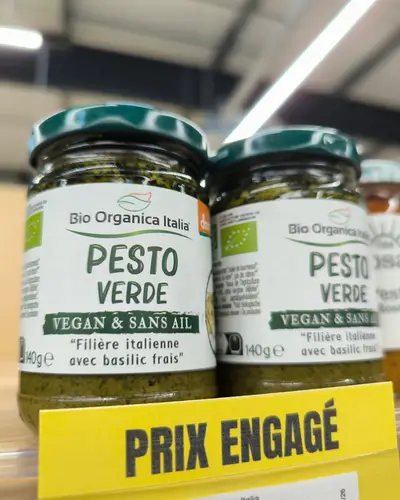 Bio Organica Italia
PESTO
VERDE
VEGAN & SANS AIL
"Filière italienne
avec basilic frais"
140g e
Bio Organica Italia
PESTO
VERDE
VEGAN & SANS AIL
"Filière italienne
avec basilic frais"
140g e
PRIX ENGAGÉ